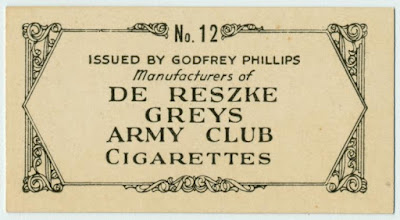 No. 12
ISSUED BY GODFREY PHILLIPS
Manufacturers of
DE RESZKE
GREYS
ARMY CLUB
CIGARETTES